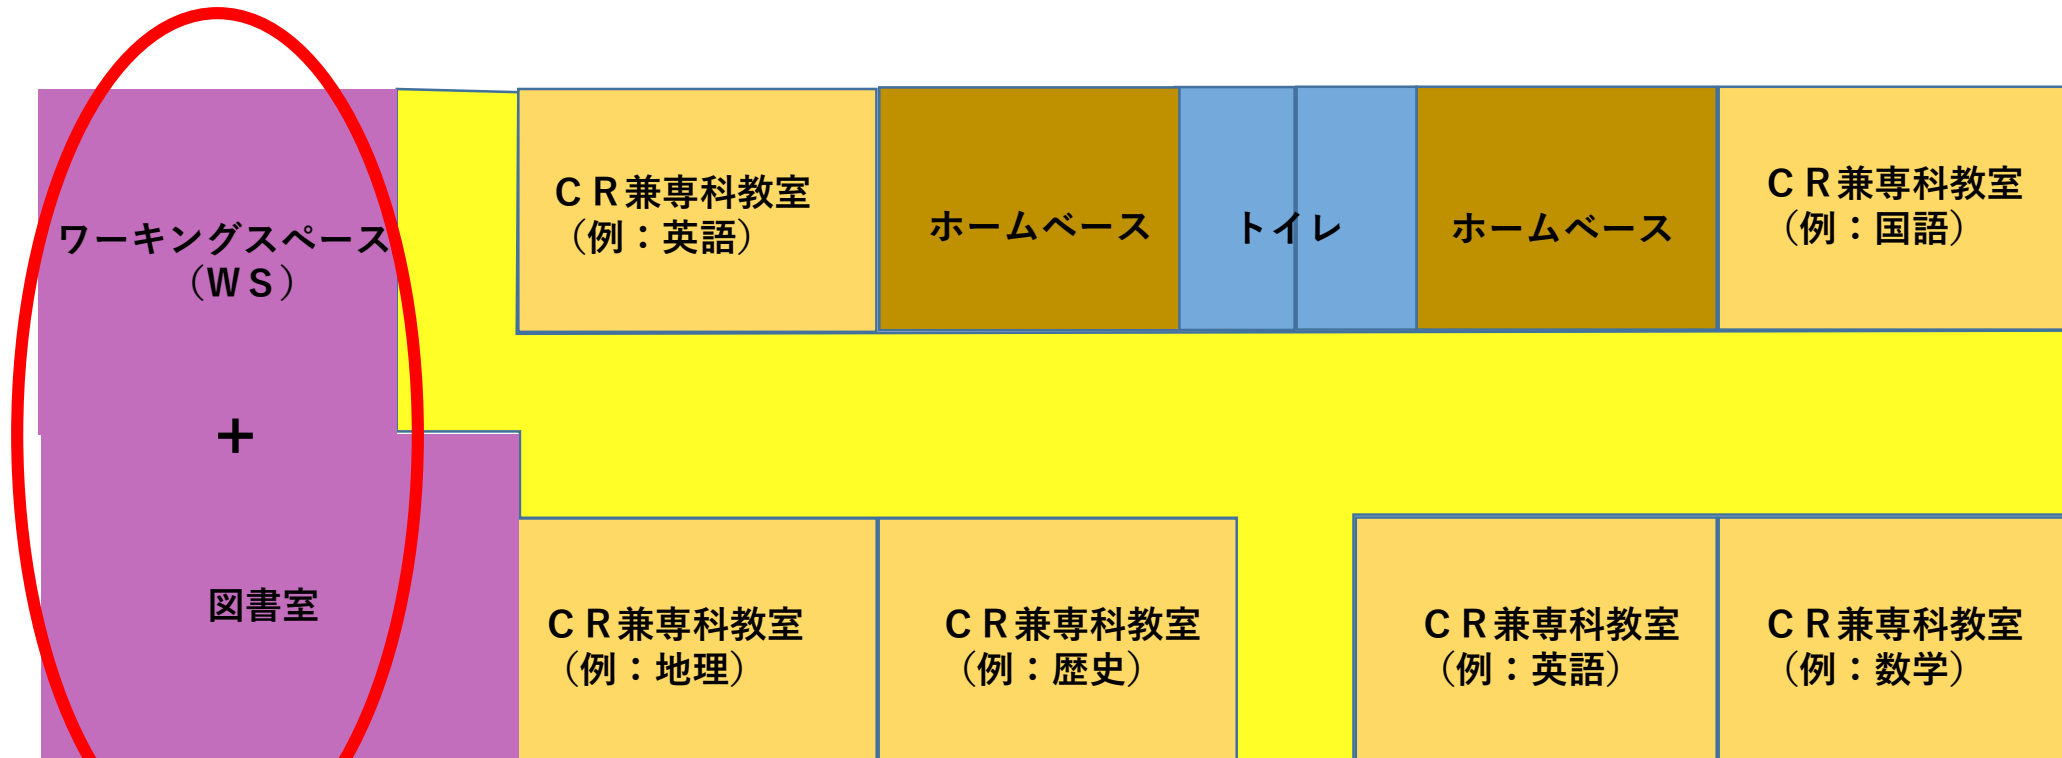 ワーキングスペース
（ＷＳ）
＋
図書室
ＣＲ兼専科教室
（例：英語）
ホームベース
トイレ
ホームベース
ＣＲ兼専科教室
（例：国語）
ＣＲ兼専科教室
（例：地理）
ＣＲ兼専科教室
（例：歴史）
ＣＲ兼専科教室
（例：英語）
ＣＲ兼専科教室
（例：数学）